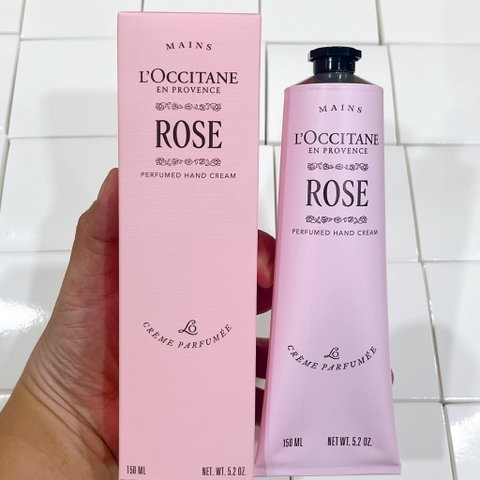 MAINS
L'OCCITANE
EN PROVENCE
ROSE
PERFUMED HAND CREAM
Lo
CRÈME PARFUMÉE
150 ML NET. WT. 5.2 OZ.
MAINS
L'OCCITANE
EN PROVENCE
ROSE
PERFUMED HAND CREAM
Lo
CRÈME PARFUMÉE
150 ML NET WT. 5.2 OZ.